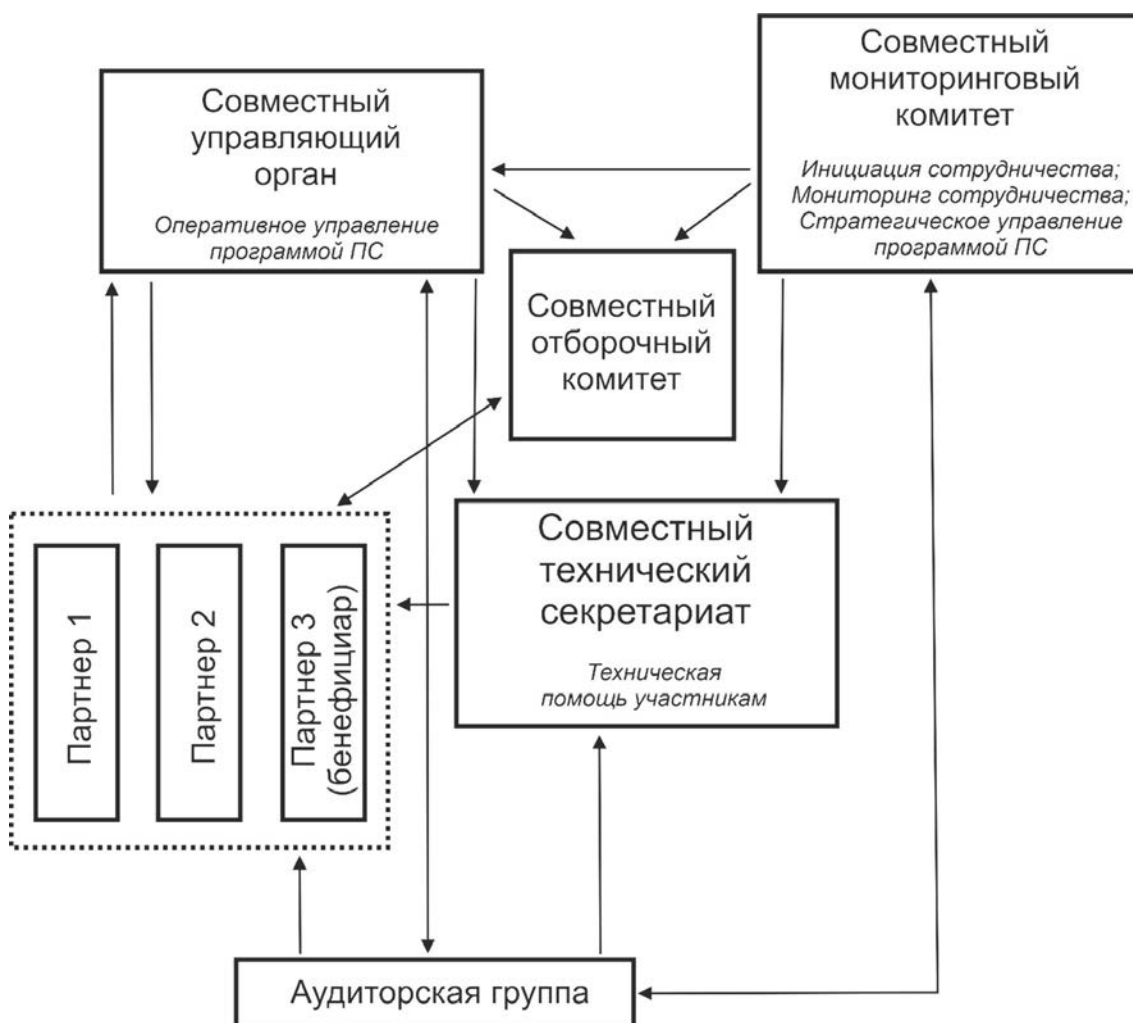 Совместный
управляющий
орган
Оперативное управление
программой ПС
Совместный
мониторинговый
комитет
Инициация сотрудничества;
Мониторинг сотрудничества;
Стратегическое управление
программой ПС
Совместный
отборочный
комитет
Партнер 1
Партнер 2
Партнер 3
(бенефициар)
Совместный
технический
секретариат
Техническая
помощь участникам
Аудиторская группа